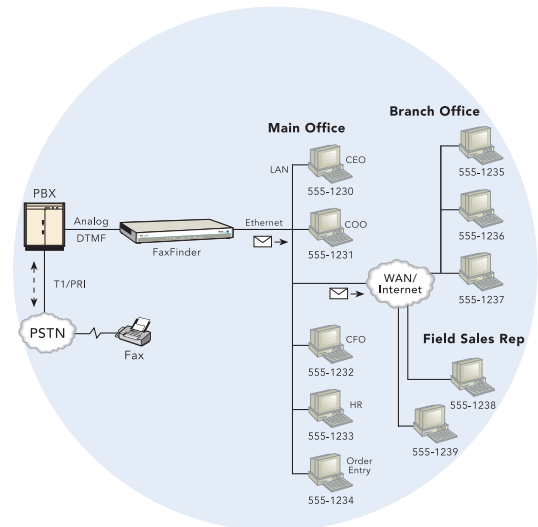 Branch Office
Main Office
555-1235
LAN
CEO
555-1230
PBX
Analog
DTMF
FaxFinder
Ethernet
COO
555-1231
555-1236
WAN/
Internet
555-1237
T1/PRI
PSTN
Fax
CFO
555-1232
Field Sales Rep
555-1238
HR
555-1233
555-1239
Order
Entry
555-1234